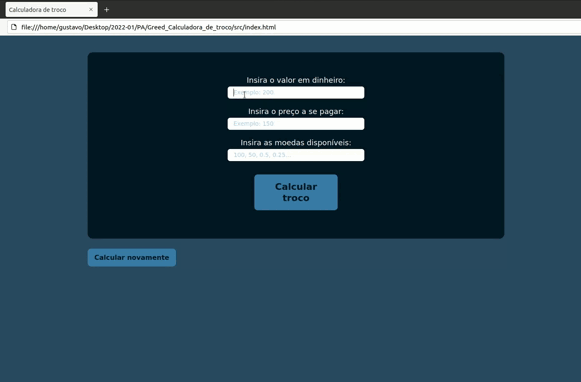 Calculadora de troco
file:///home/gustavo/Desktop/2022-01/PA/Greed_Calculadora_de_troco/src/index.html
Insira o valor em dinheiro:
Exemplo: 200
Insira o preço a se pagar:
Exemplo: 150
Insira as moedas disponíveis:
100, 50, 0.5, 0.25...
Calcular
troco
Calcular novamente